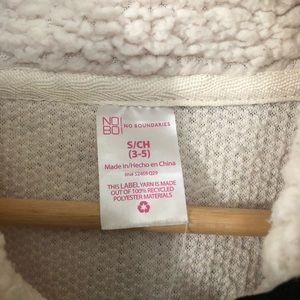 NO
BO NO BOUNDARIES
S/CH
(3-5)
Made in/Hecho en China
THIS LABEL YARN IS MADE
OUT OF 100% RECYCLED
POLYESTER MATERIALS